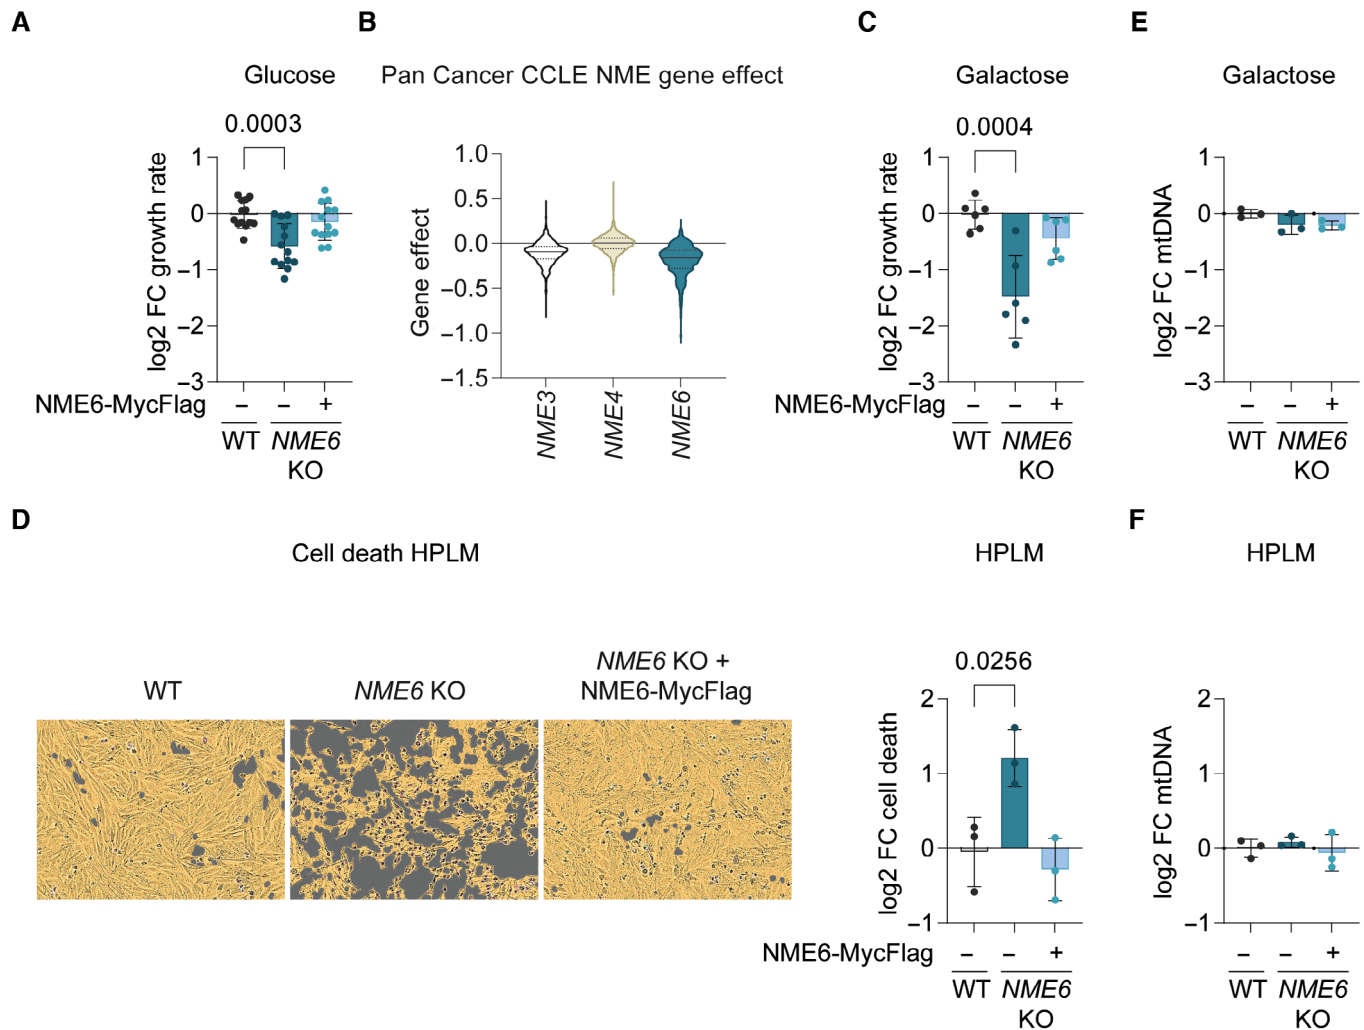 A
Glucose
0.0003
log2 FC growth rate
1
0
−1
−2
−3
NME6-MycFlag
− − +
WT NME6
KO
B
Pan Cancer CCLE NME gene effect
Gene effect
1.0
0.5
0.0
−0.5
−1.0
−1.5
NME3
NME4
NME6
C
Galactose
0.0004
log2 FC growth rate
1
0
−1
−2
−3
NME6-MycFlag
− − +
WT NME6
KO
E
Galactose
log2 FC mtDNA
1
0
−1
−2
−3
− − +
WT NME6
KO
D
Cell death HPLM
WT
NME6 KO
NME6 KO +
NME6-MycFlag
HPLM
0.0256
log2 FC cell death
2
1
0
−1
NME6-MycFlag
− − +
WT NME6
KO
F
HPLM
log2 FC mtDNA
2
1
0
−1
− − +
WT NME6
KO